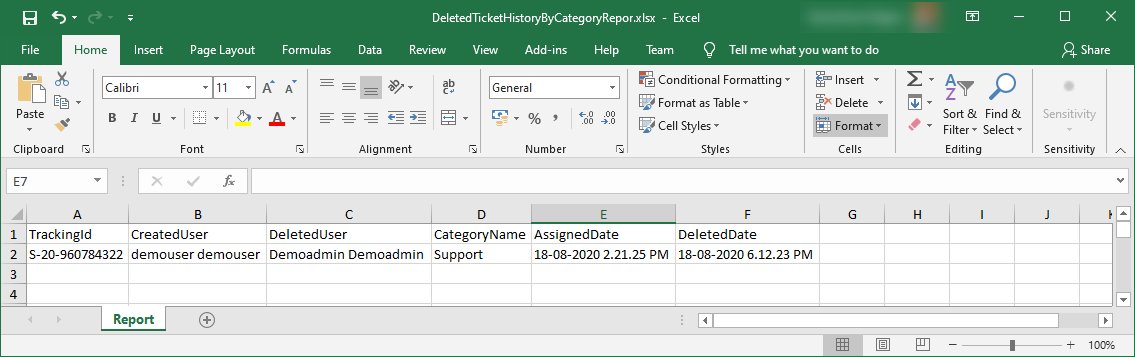 DeletedTicketHistoryByCategoryRepor.xlsx - Excel
File Home Insert Page Layout Formulas Data Review View Add-ins Help Team Tell me what you want to do Share
Calibri 11 General Conditional Formatting Insert
Paste Format as Table Delete Sort & Filter Find & Select Sensitivity
B I U A % , Cell Styles Format
Clipboard Font Alignment Number Styles Cells Editing Sensitivity
E7 fx
A B C D E F G H I J K
1 TrackingId CreatedUser DeletedUser CategoryName AssignedDate DeletedDate
2 S-20-960784322 demouser demouser Demoadmin Demoadmin Support 18-08-2020 2.21.25 PM 18-08-2020 6.12.23 PM
3
4
Report
100%